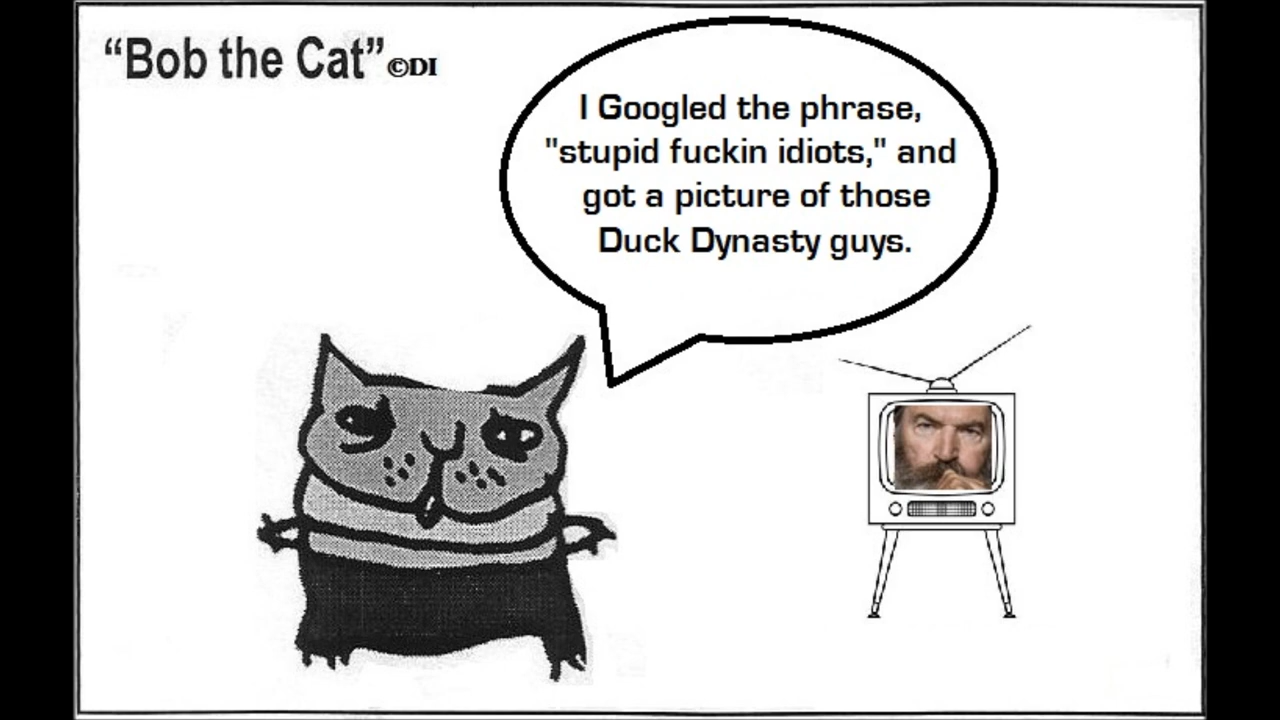 “Bob the Cat”©DI
I Googled the phrase,
"stupid fuckin idiots," and
got a picture of those
Duck Dynasty guys.